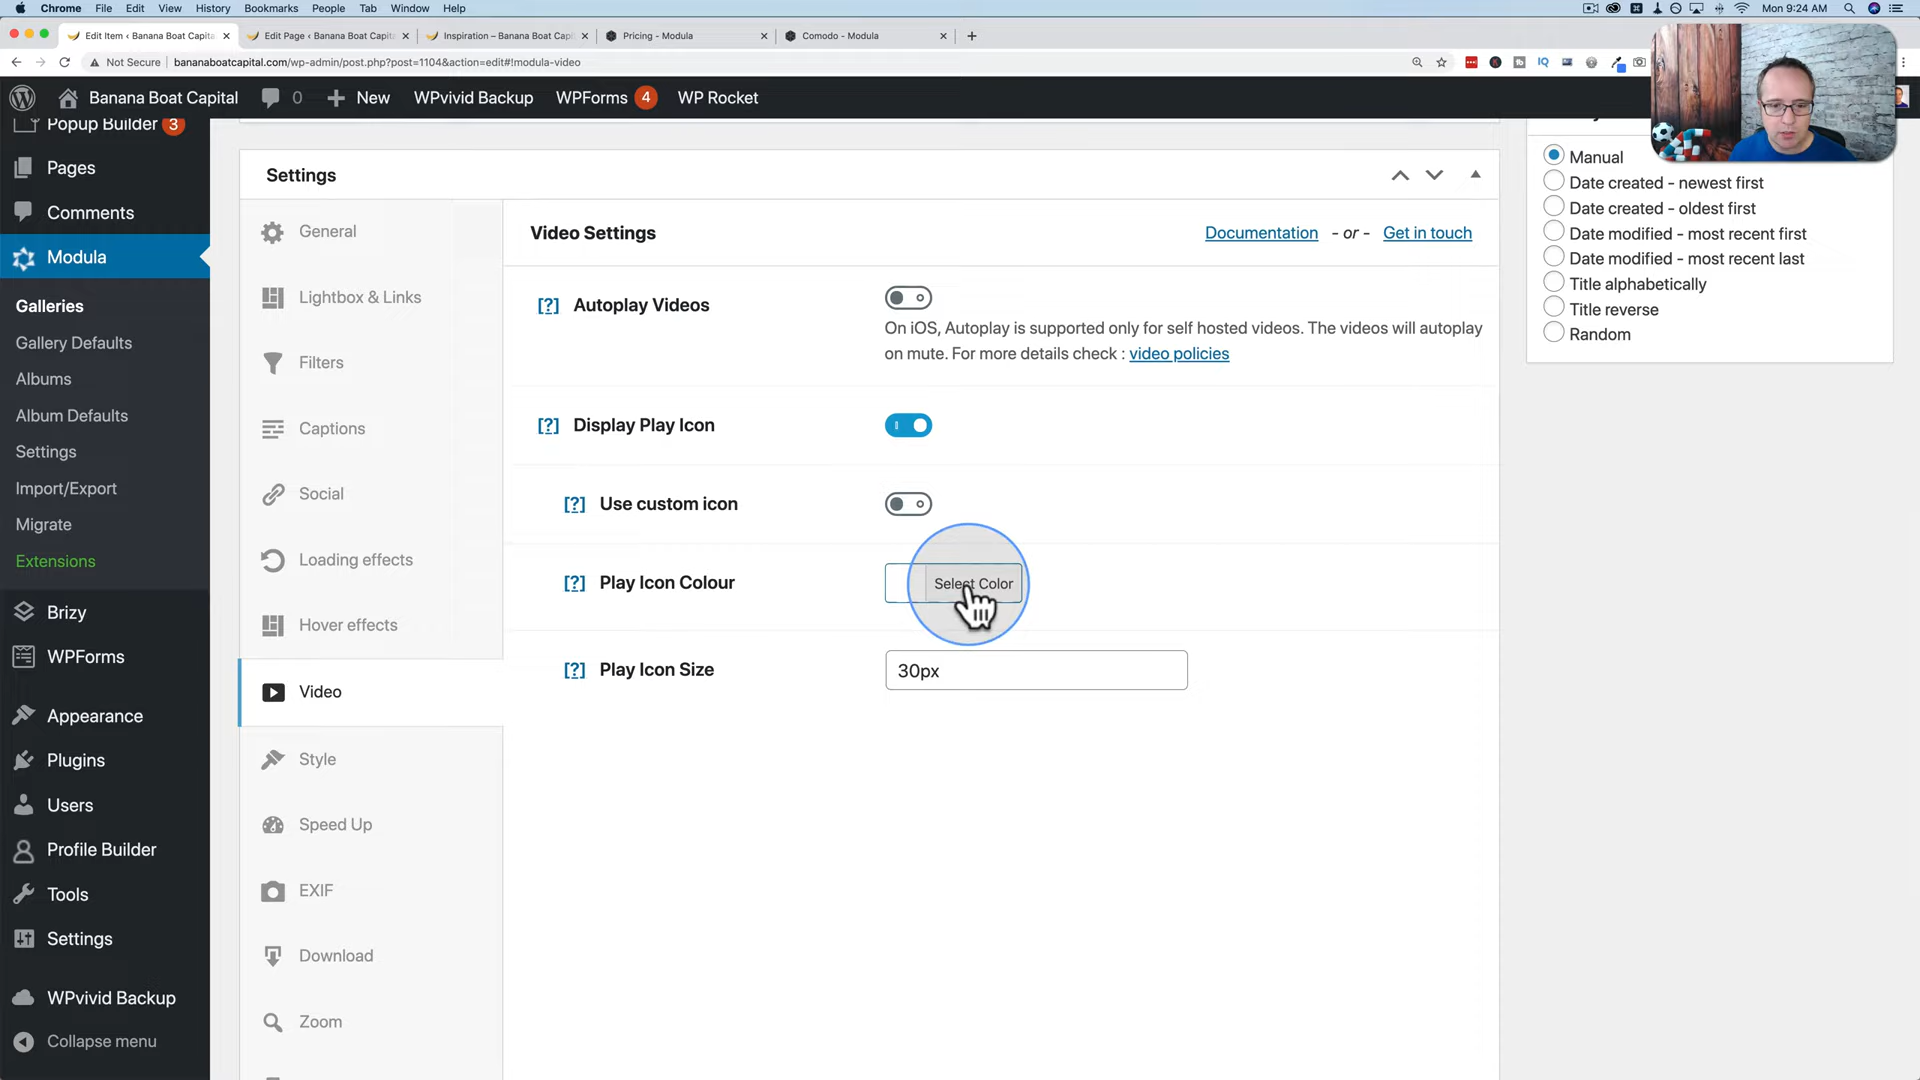 Chrome File Edit View History Bookmarks People Tab Window Help Mon 9:24 AM
Edit Item ‹ Banana Boat Capita
Edit Page ‹ Banana Boat Capita
Inspiration – Banana Boat Capi
Pricing - Modula
Comodo - Modula
Not Secure bananaboatcapital.com/wp-admin/post.php?post=1104&action=edit#!modula-video
IQ
Banana Boat Capital 0 New WPvivid Backup WPForms 4 WP Rocket
Popup Builder 3
Pages
Comments
Modula
Galleries
Gallery Defaults
Albums
Album Defaults
Settings
Import/Export
Migrate
Extensions
Brizy
WPForms
Appearance
Plugins
Users
Profile Builder
Tools
Settings
WPvivid Backup
Collapse menu
Settings
General
Lightbox & Links
Filters
Captions
Social
Loading effects
Hover effects
Video
Style
Speed Up
EXIF
Download
Zoom
Video Settings
Documentation - or - Get in touch
[?] Autoplay Videos
On iOS, Autoplay is supported only for self hosted videos. The videos will autoplay
on mute. For more details check : video policies
[?] Display Play Icon
[?] Use custom icon
[?] Play Icon Colour Select Color
[?] Play Icon Size 30px
Manual
Date created - newest first
Date created - oldest first
Date modified - most recent first
Date modified - most recent last
Title alphabetically
Title reverse
Random